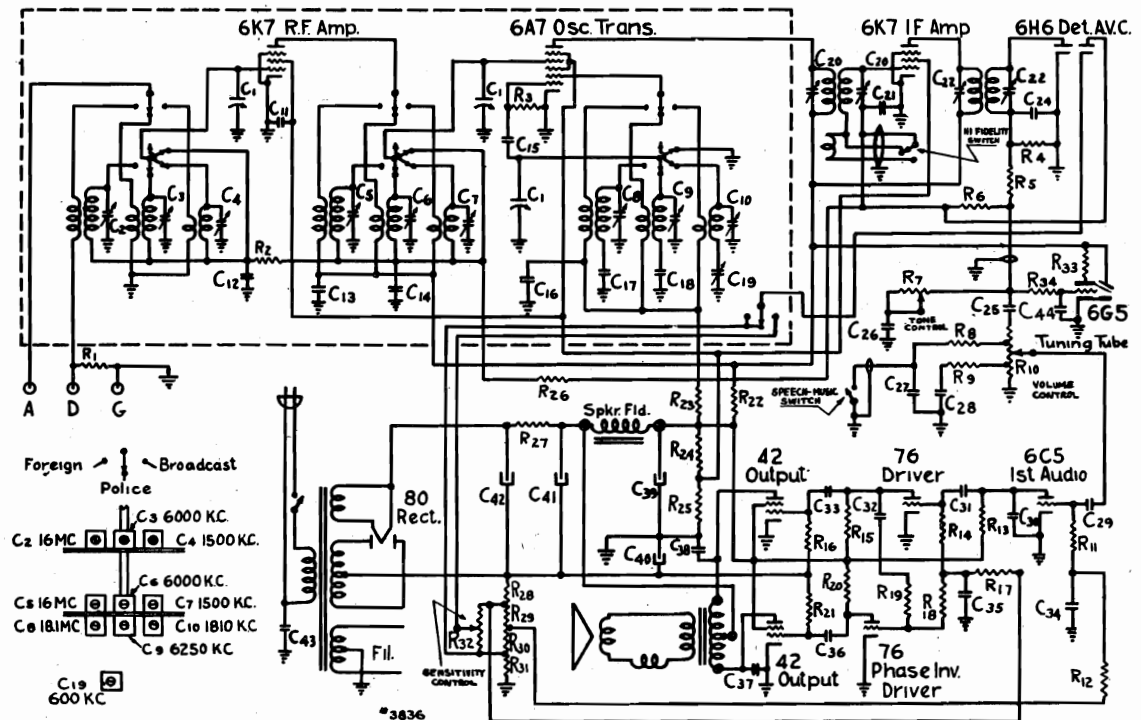 6K7 R.F. Amp.
6A7 Osc. Trans.
6K7 IF Amp
6H6 Det. A.V.C.
C1
C11
C1
R3
C15
C1
C20
C20
C21
C22
C22
C24
HI FIDELITY
SWITCH
R4
R5
R6
C2
C3
C4
C5
C6
C7
C8
C9
C10
R2
C12
C13
C14
C16
C17
C18
C19
R7
TONE
CONTROL
C26
R33
R34
C25
C44
6G5
Tuning Tube
R8
R9
R10
VOLUME
CONTROL
C27
C28
SPEECH-MUSIC
SWITCH
R1
A
D
G
R26
R23
R22
Spkr. Fld.
R27
R24
R25
C42
C41
C39
C40
C38
Foreign
Broadcast
Police
C3 6000 K.C.
C2 16MC
C4 1500 K.C.
C6 6000 K.C.
C5 16 MC
C7 1500 K.C.
C8 18.1MC
C10 1810 K.C.
C9 6250 K.C.
C19
600 KC
80
Rect.
C43
Fil.
R28
R29
R30
R31
R32
SENSITIVITY
CONTROL
42
Output
76
Driver
6C5
1st Audio
C33
C32
C31
C30
C29
R16
R15
R14
R13
R11
R20
R21
R19
R18
R17
C35
C34
C36
C37
42
Output
76
Phase Inv.
Driver
R12
#3836